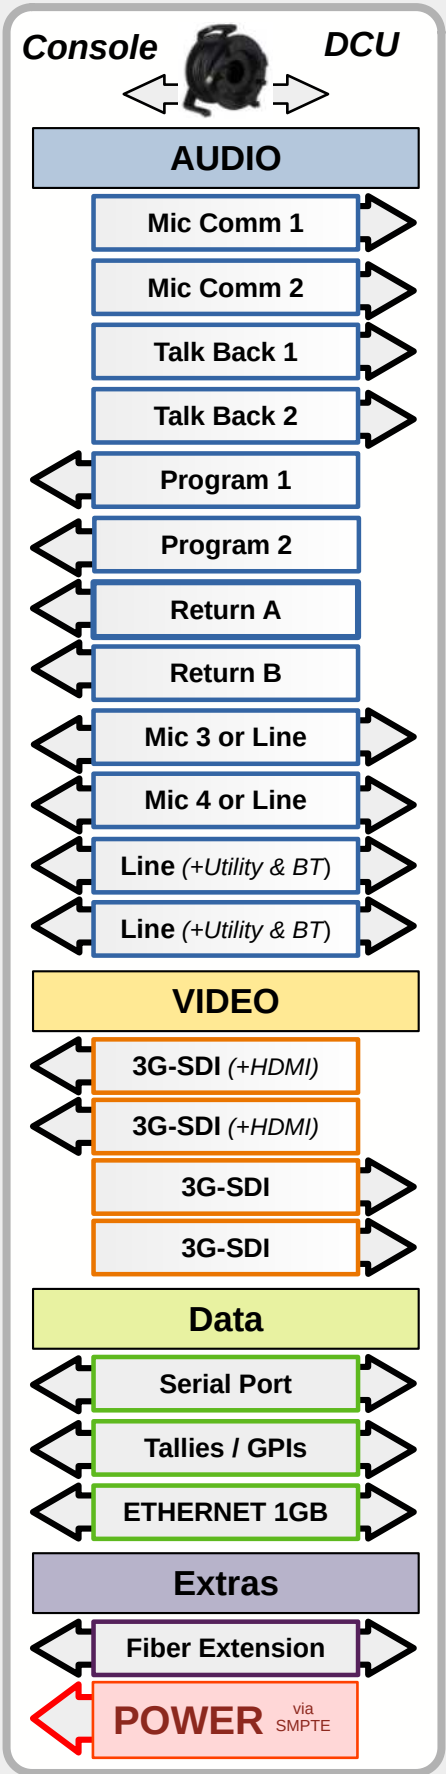 Console DCU
AUDIO
Mic Comm 1
Mic Comm 2
Talk Back 1
Talk Back 2
Program 1
Program 2
Return A
Return B
Mic 3 or Line
Mic 4 or Line
Line (+Utility & BT)
Line (+Utility & BT)
VIDEO
3G-SDI (+HDMI)
3G-SDI (+HDMI)
3G-SDI
3G-SDI
Data
Serial Port
Tallies / GPIs
ETHERNET 1GB
Extras
Fiber Extension
POWER via SMPTE